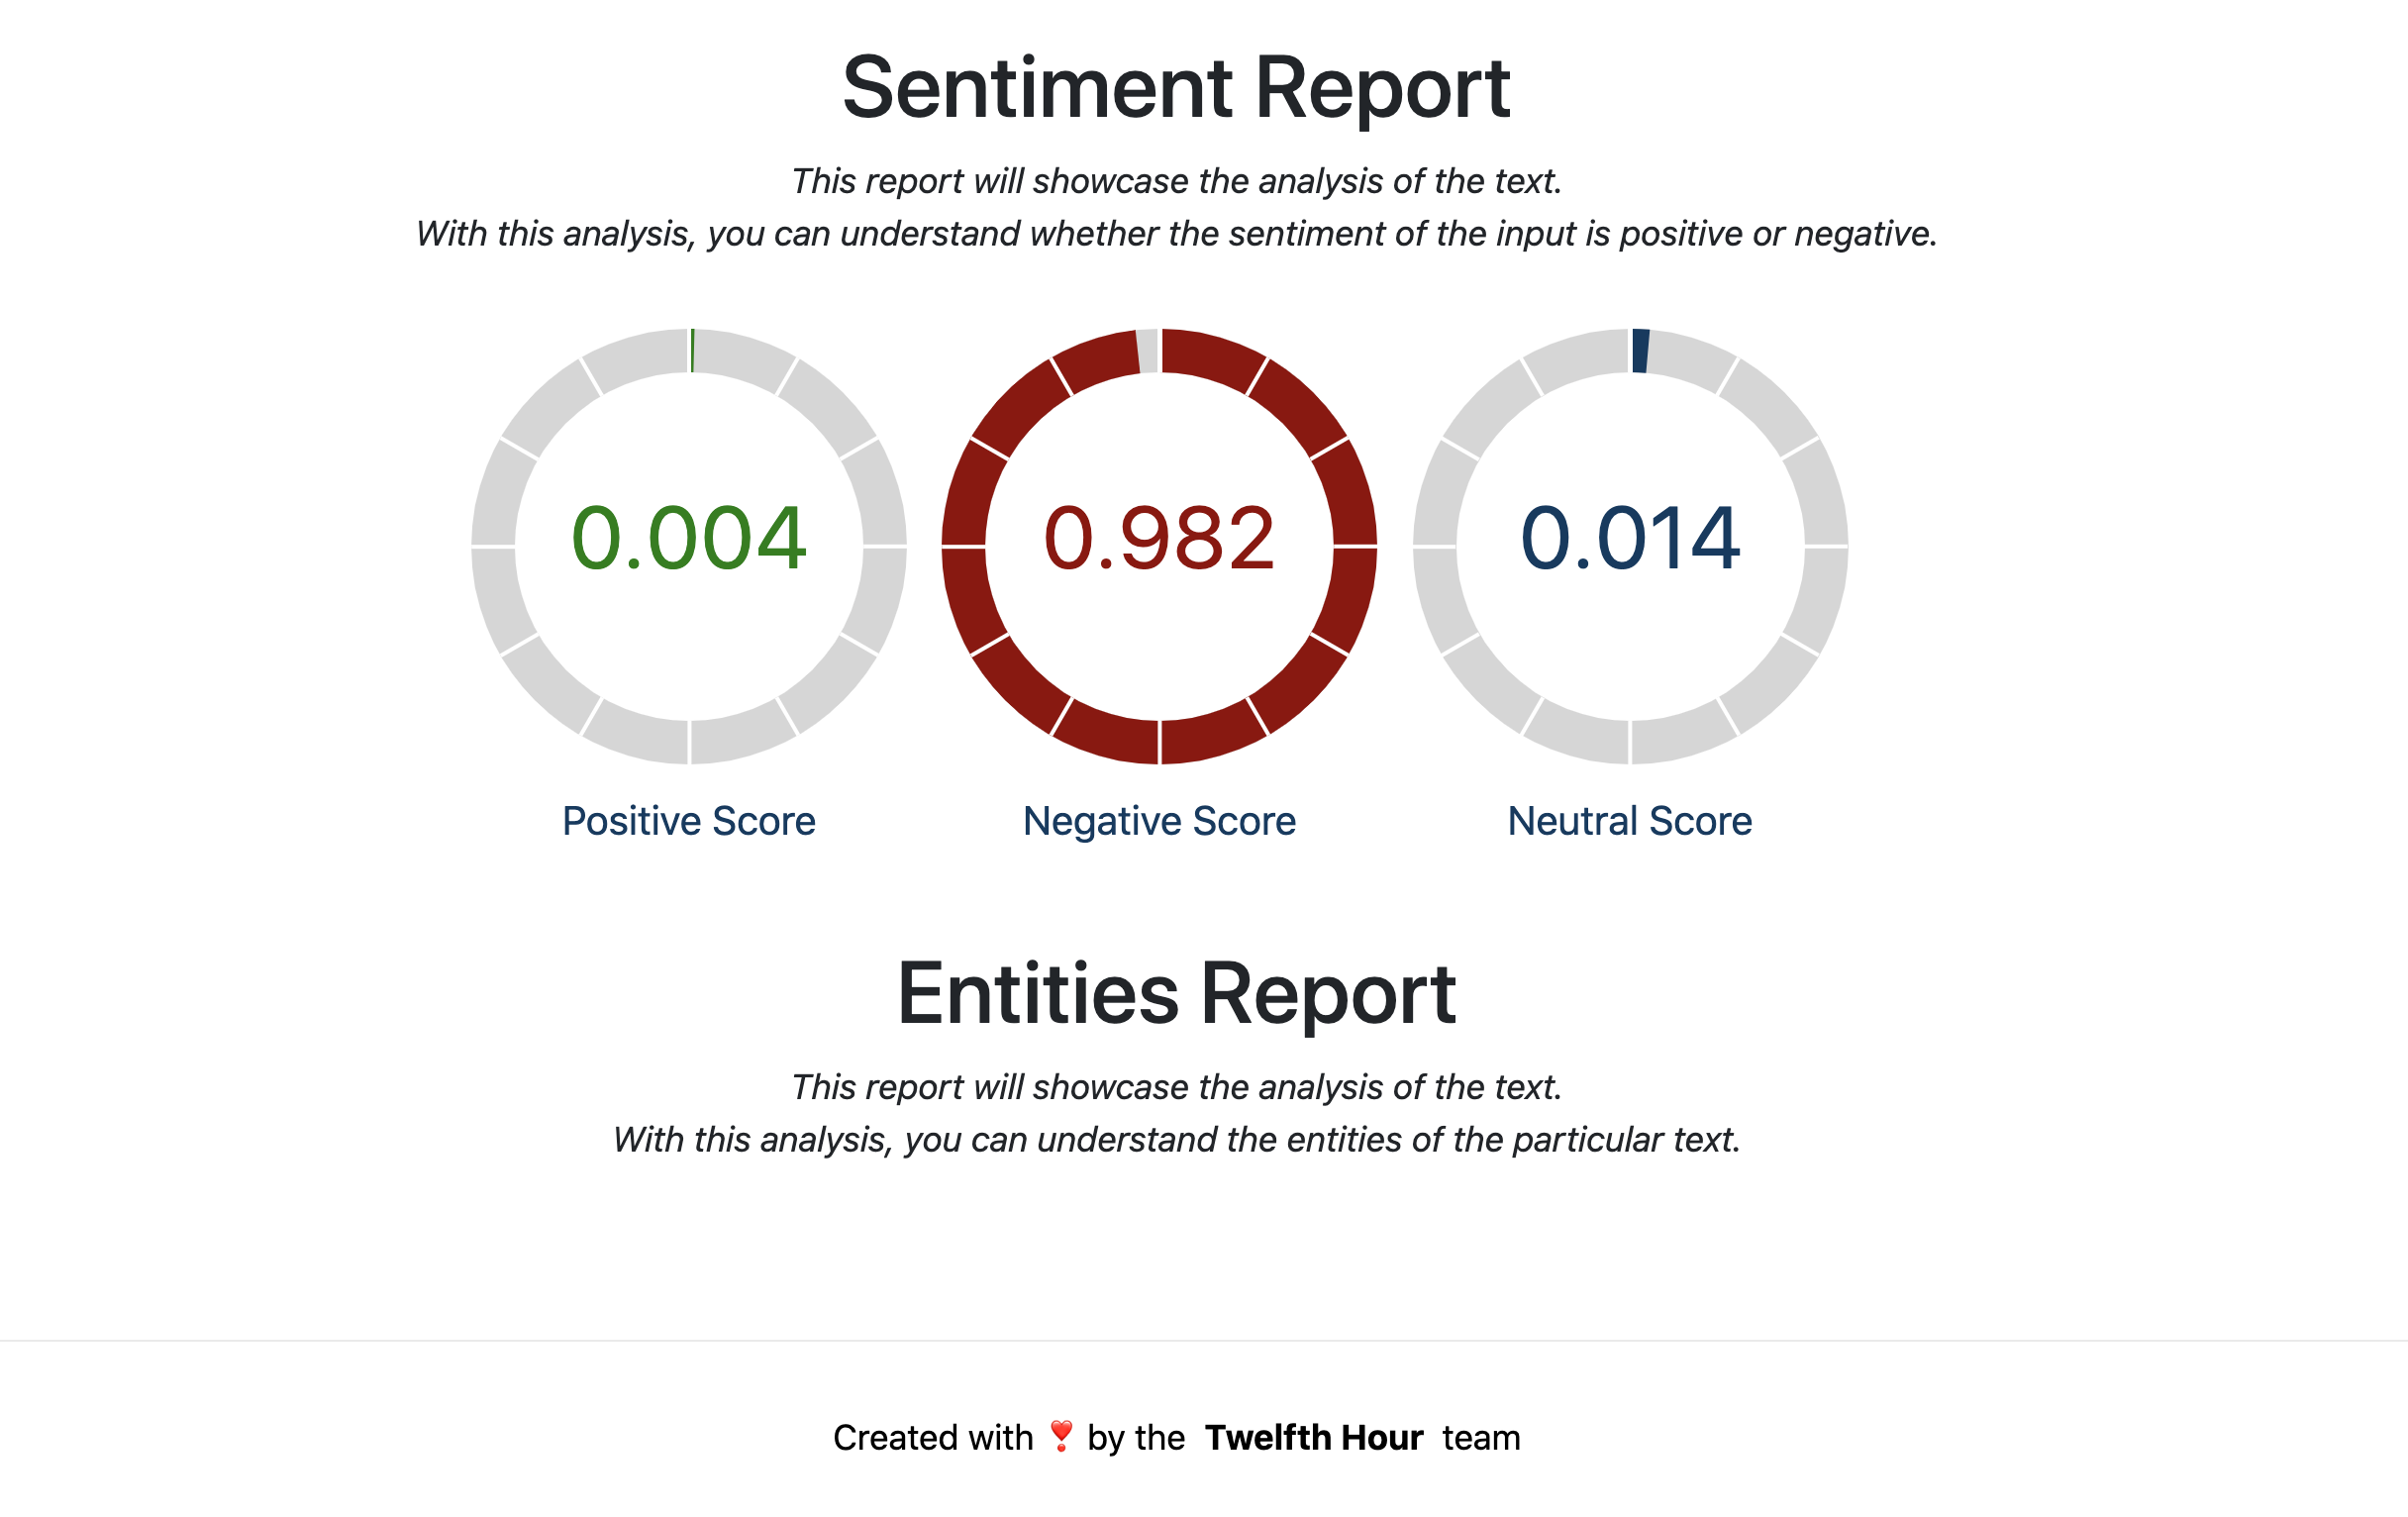 Sentiment Report
This report will showcase the analysis of the text.
With this analysis, you can understand whether the sentiment of the input is positive or negative.
0.004
0.982
0.014
Positive Score
Negative Score
Neutral Score
Entities Report
This report will showcase the analysis of the text.
With this analysis, you can understand the entities of the particular text.
Created with ❣️ by the Twelfth Hour team